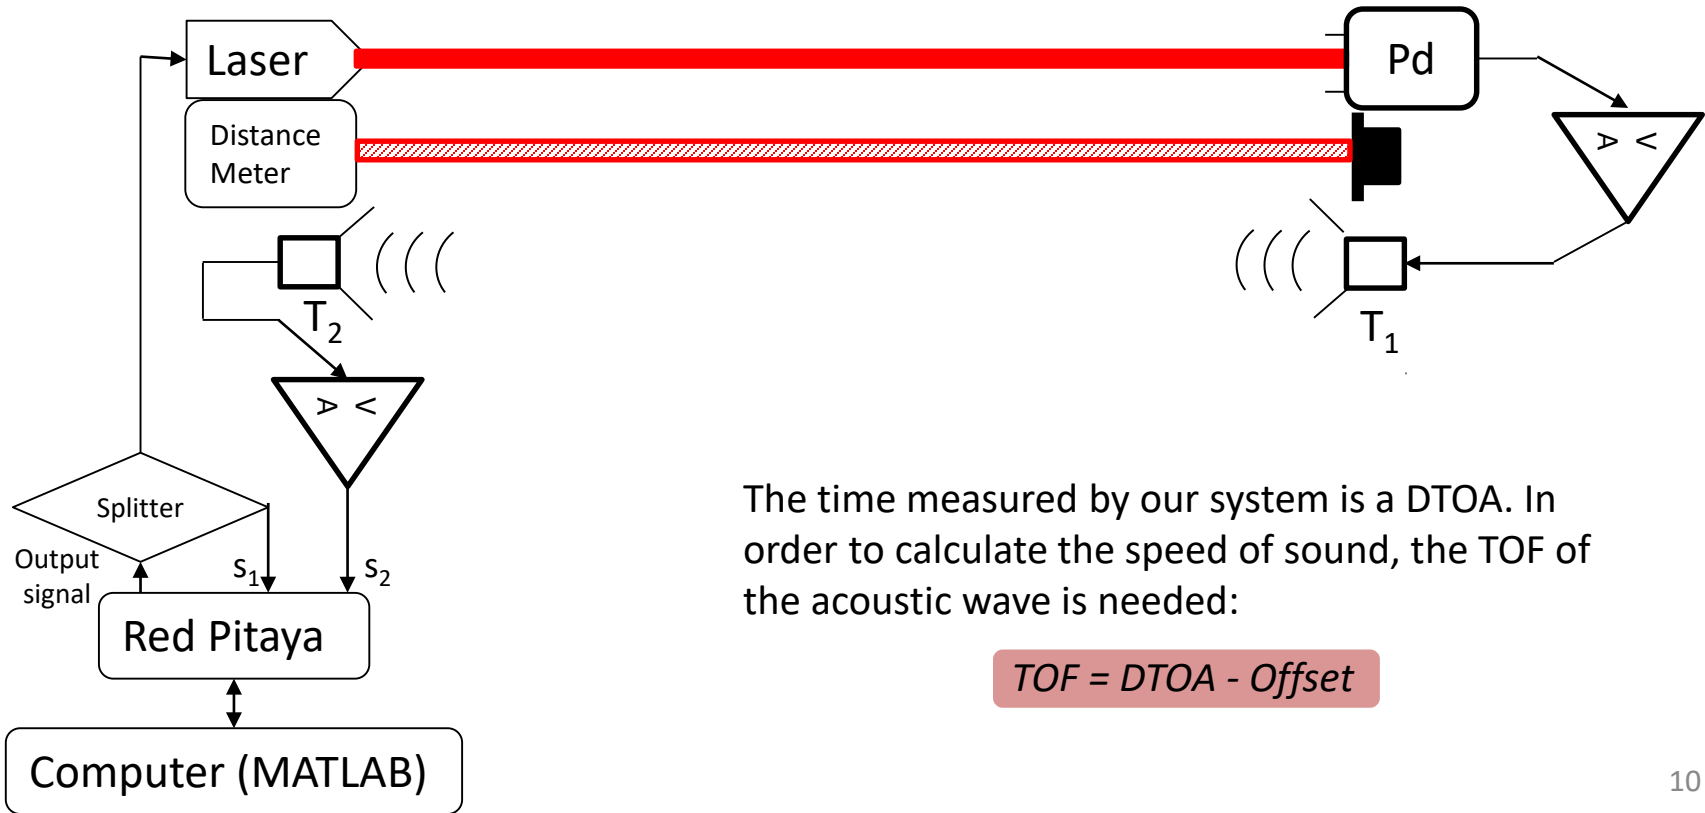 Laser
Pd
Distance
Meter
A V
T2
T1
A V
Splitter
Output
signal
s1
s2
Red Pitaya
Computer (MATLAB)
The time measured by our system is a DTOA. In
order to calculate the speed of sound, the TOF of
the acoustic wave is needed:
TOF = DTOA - Offset
10